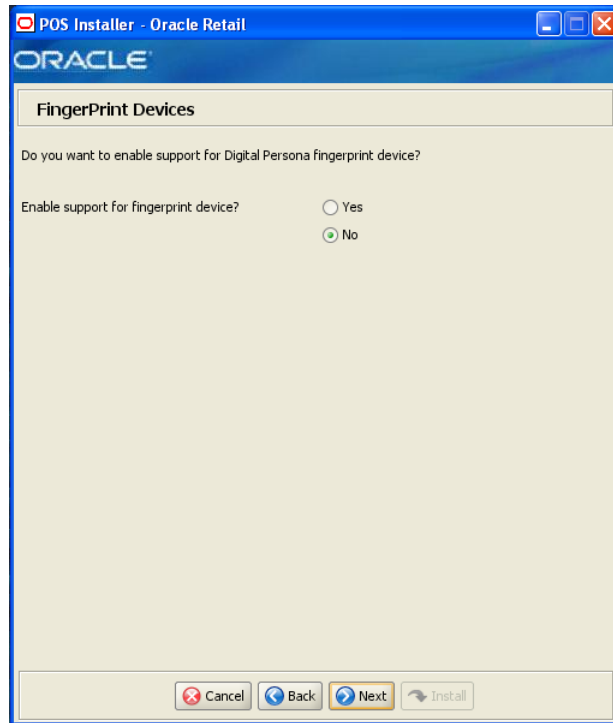 POS Installer - Oracle Retail
ORACLE
FingerPrint Devices
Do you want to enable support for Digital Persona fingerprint device?
Enable support for fingerprint device? Yes
No
Cancel Back Next Install